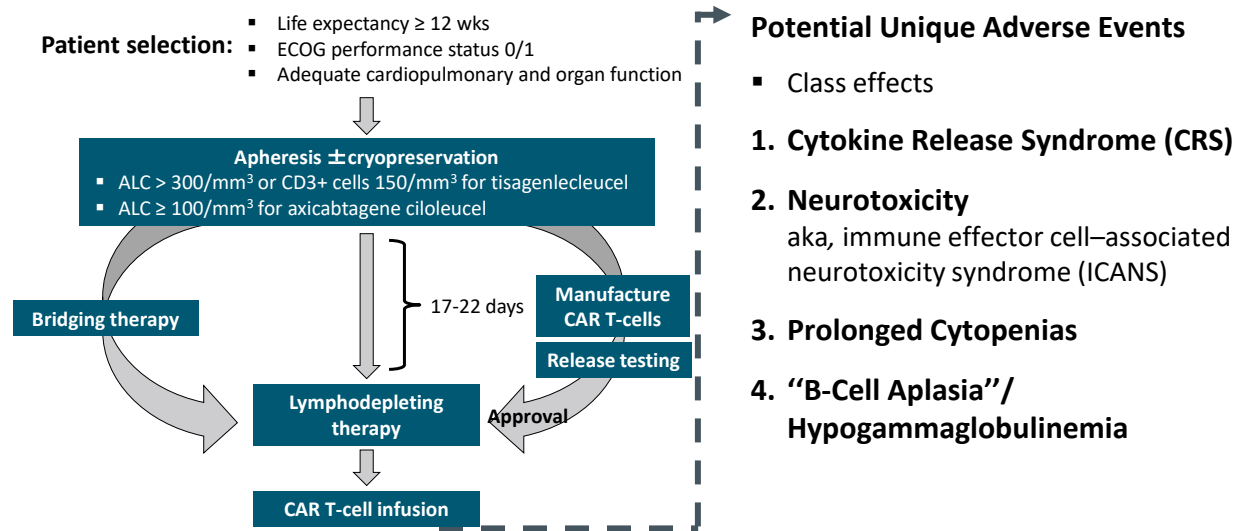 Patient selection:
▪ Life expectancy ≥ 12 wks
▪ ECOG performance status 0/1
▪ Adequate cardiopulmonary and organ function
Apheresis ±cryopreservation
▪ ALC > 300/mm³ or CD3+ cells 150/mm³ for tisagenlecleucel
▪ ALC ≥ 100/mm³ for axicabtagene ciloleucel
Bridging therapy
17-22 days
Manufacture
CAR T-cells
Release testing
Lymphodepleting
therapy
Approval
CAR T-cell infusion
Potential Unique Adverse Events
▪ Class effects
1. Cytokine Release Syndrome (CRS)
2. Neurotoxicity
aka, immune effector cell–associated
neurotoxicity syndrome (ICANS)
3. Prolonged Cytopenias
4. “B-Cell Aplasia”/
Hypogammaglobulinemia